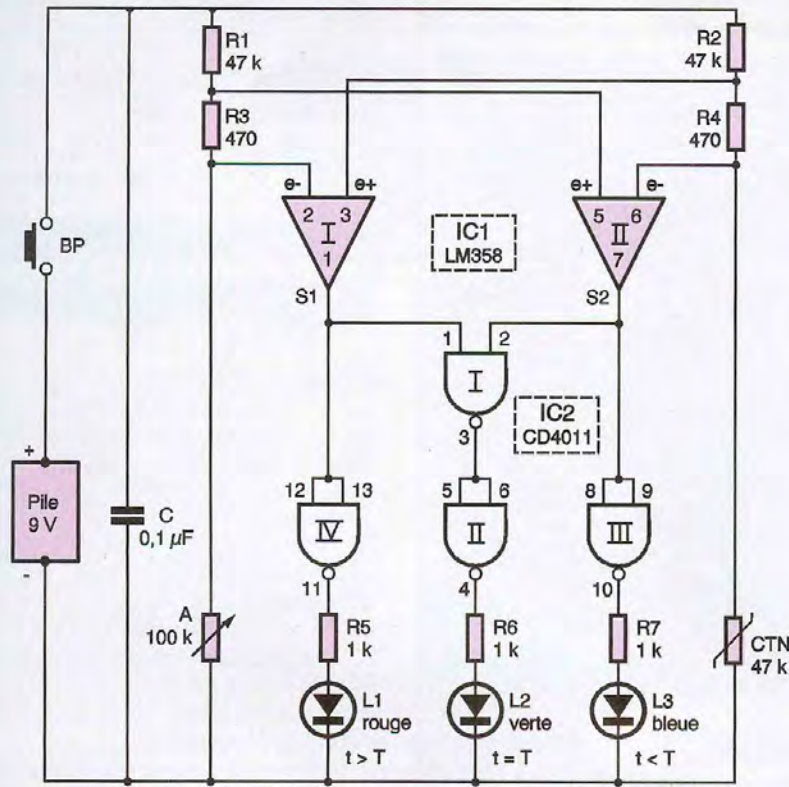 R1
47 k
R2
47 k
R3
470
R4
470
e-
e+
e+
e-
2
3
I
1
5
6
II
7
IC1
LM358
BP
S1
S2
1
2
I
3
IC2
CD4011
+
Pile
9 V
-
C
0,1 µF
12
13
IV
11
5
6
II
4
8
9
III
10
A
100 k
R5
1 k
R6
1 k
R7
1 k
CTN
47 k
L1
rouge
L2
verte
L3
bleue
t > T
t = T
t < T